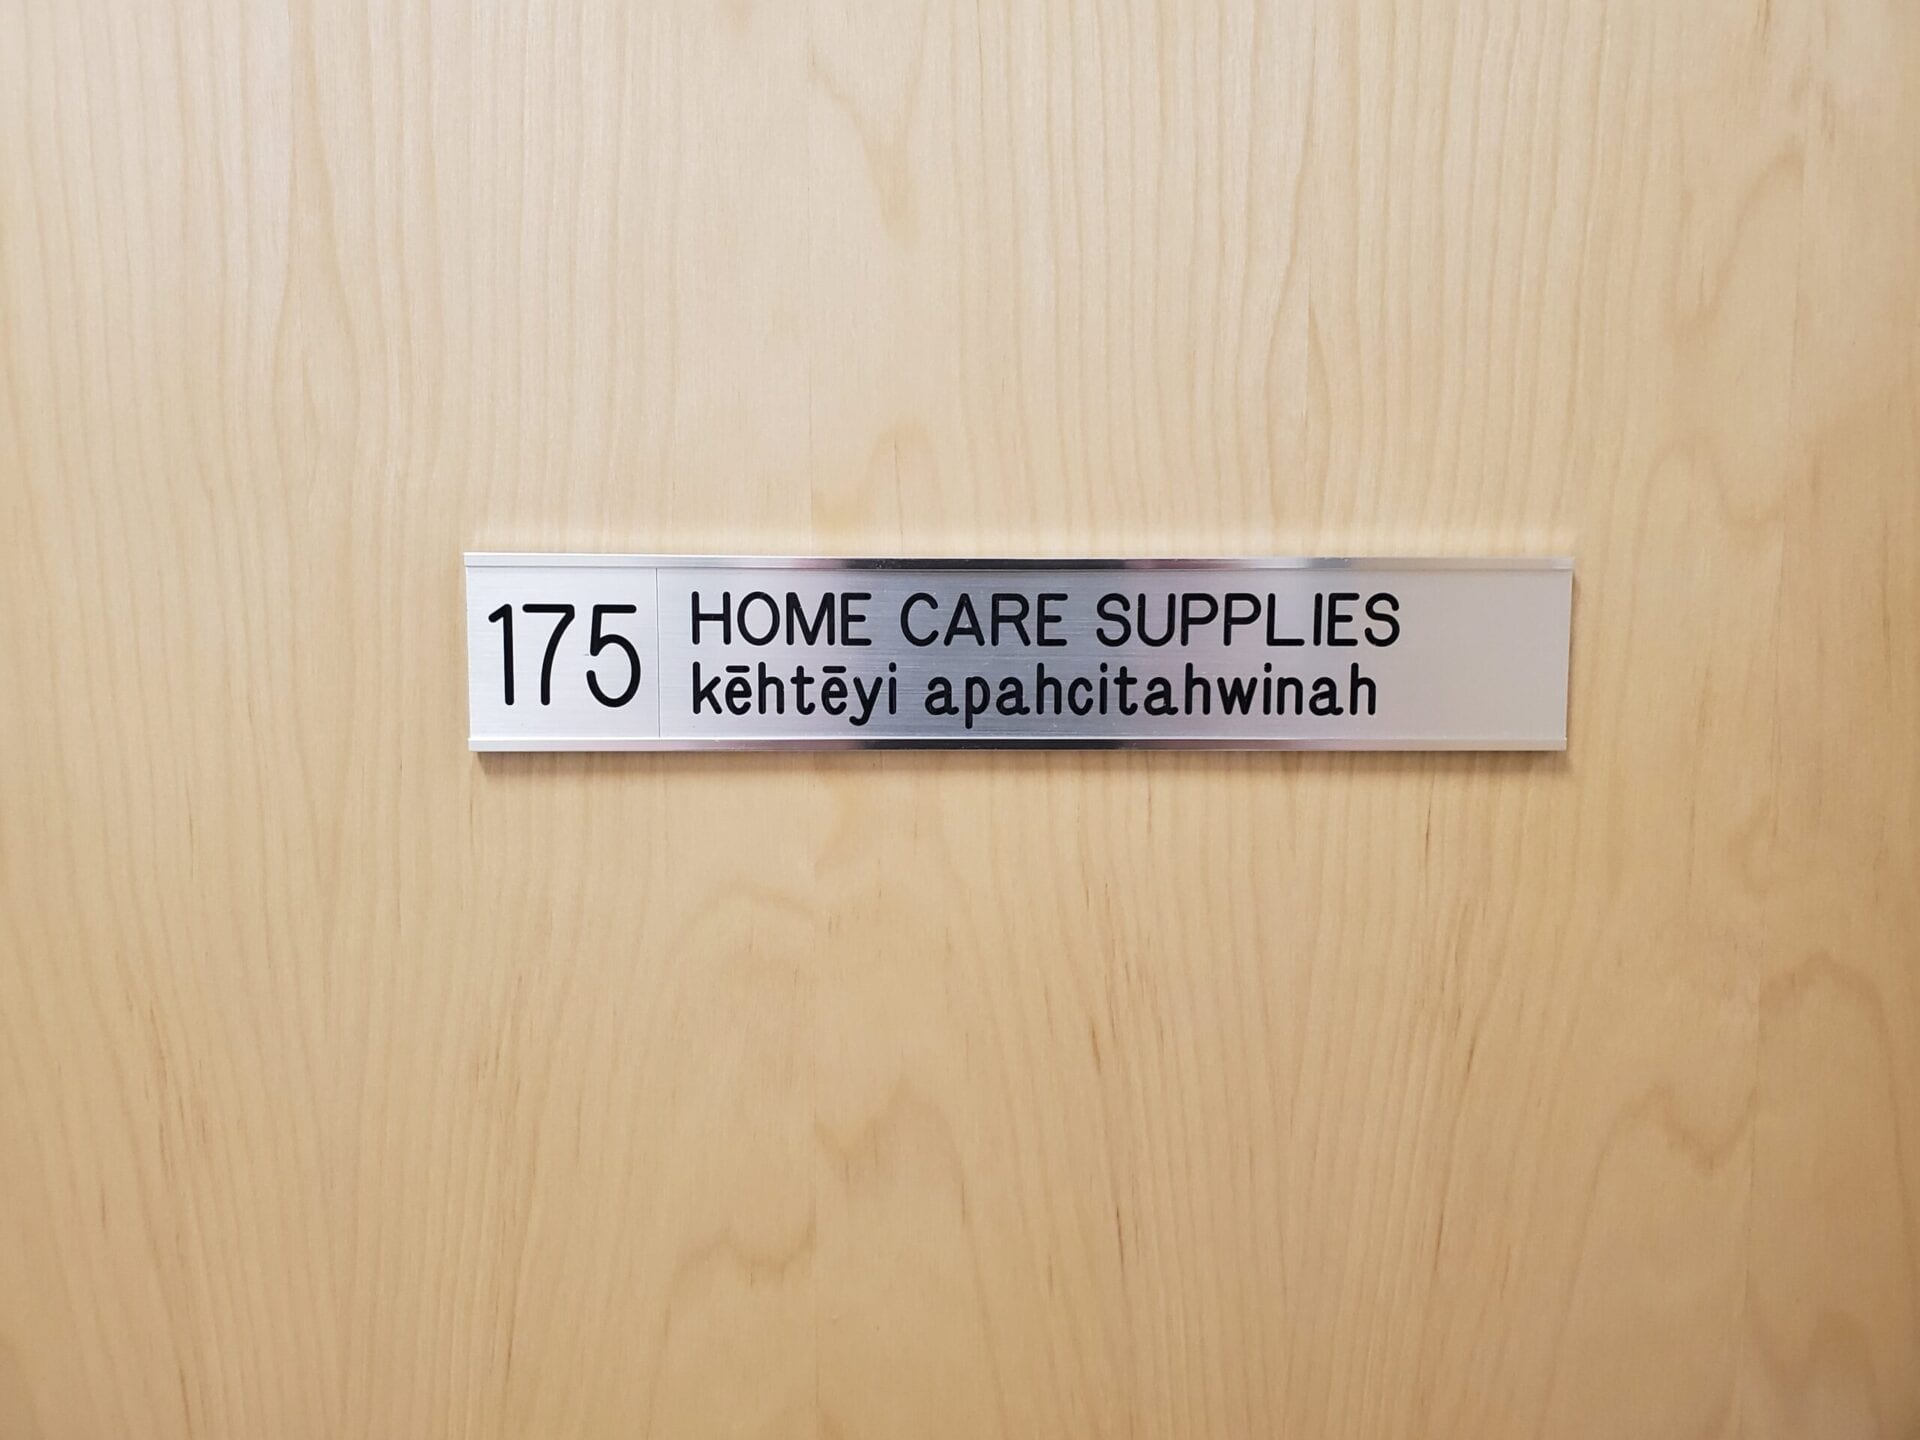 175
HOME CARE SUPPLIES
kēhtēyi apahcitahwinah